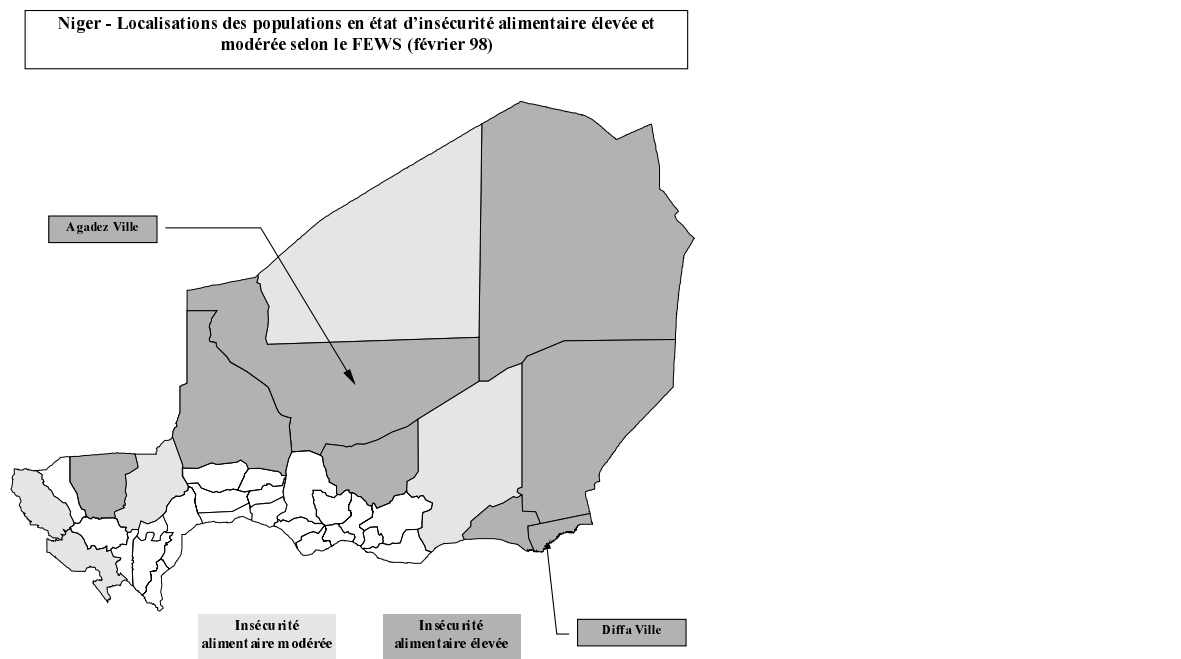 Niger - Localisations des populations en état d'insécurité alimentaire élevée et
modérée selon le FEWS (février 98)
Agadez Ville
Insécurité
alimentaire modérée
Insécurité
alimentaire élevée
Diffa Ville